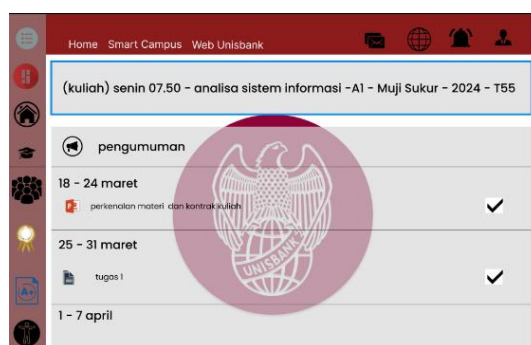 Home Smart Campus Web Unisbank
(kuliah) senin 07.50 - analisa sistem informasi -A1 - Muji Sukur - 2024 - T55
pengumuman
18 - 24 maret
perkenalan materi dan kontrak kuliah
25 - 31 maret
tugas 1
UNISBANK
1 - 7 april
A+